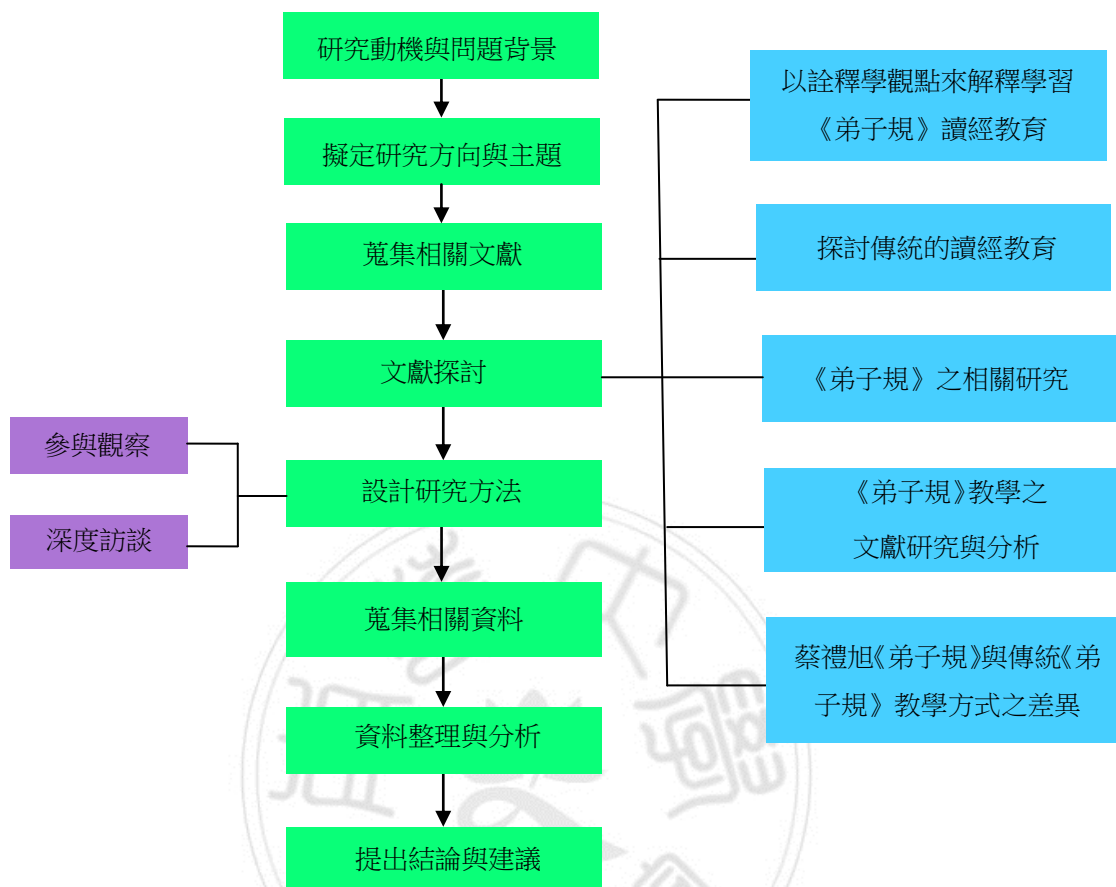 研究動機與問題背景
擬定研究方向與主題
蒐集相關文獻
文獻探討
設計研究方法
蒐集相關資料
資料整理與分析
提出結論與建議
參與觀察
深度訪談
以詮釋學觀點來解釋學習
《弟子規》讀經教育
探討傳統的讀經教育
《弟子規》之相關研究
《弟子規》教學之
文獻研究與分析
蔡禮旭《弟子規》與傳統《弟
子規》教學方式之差異